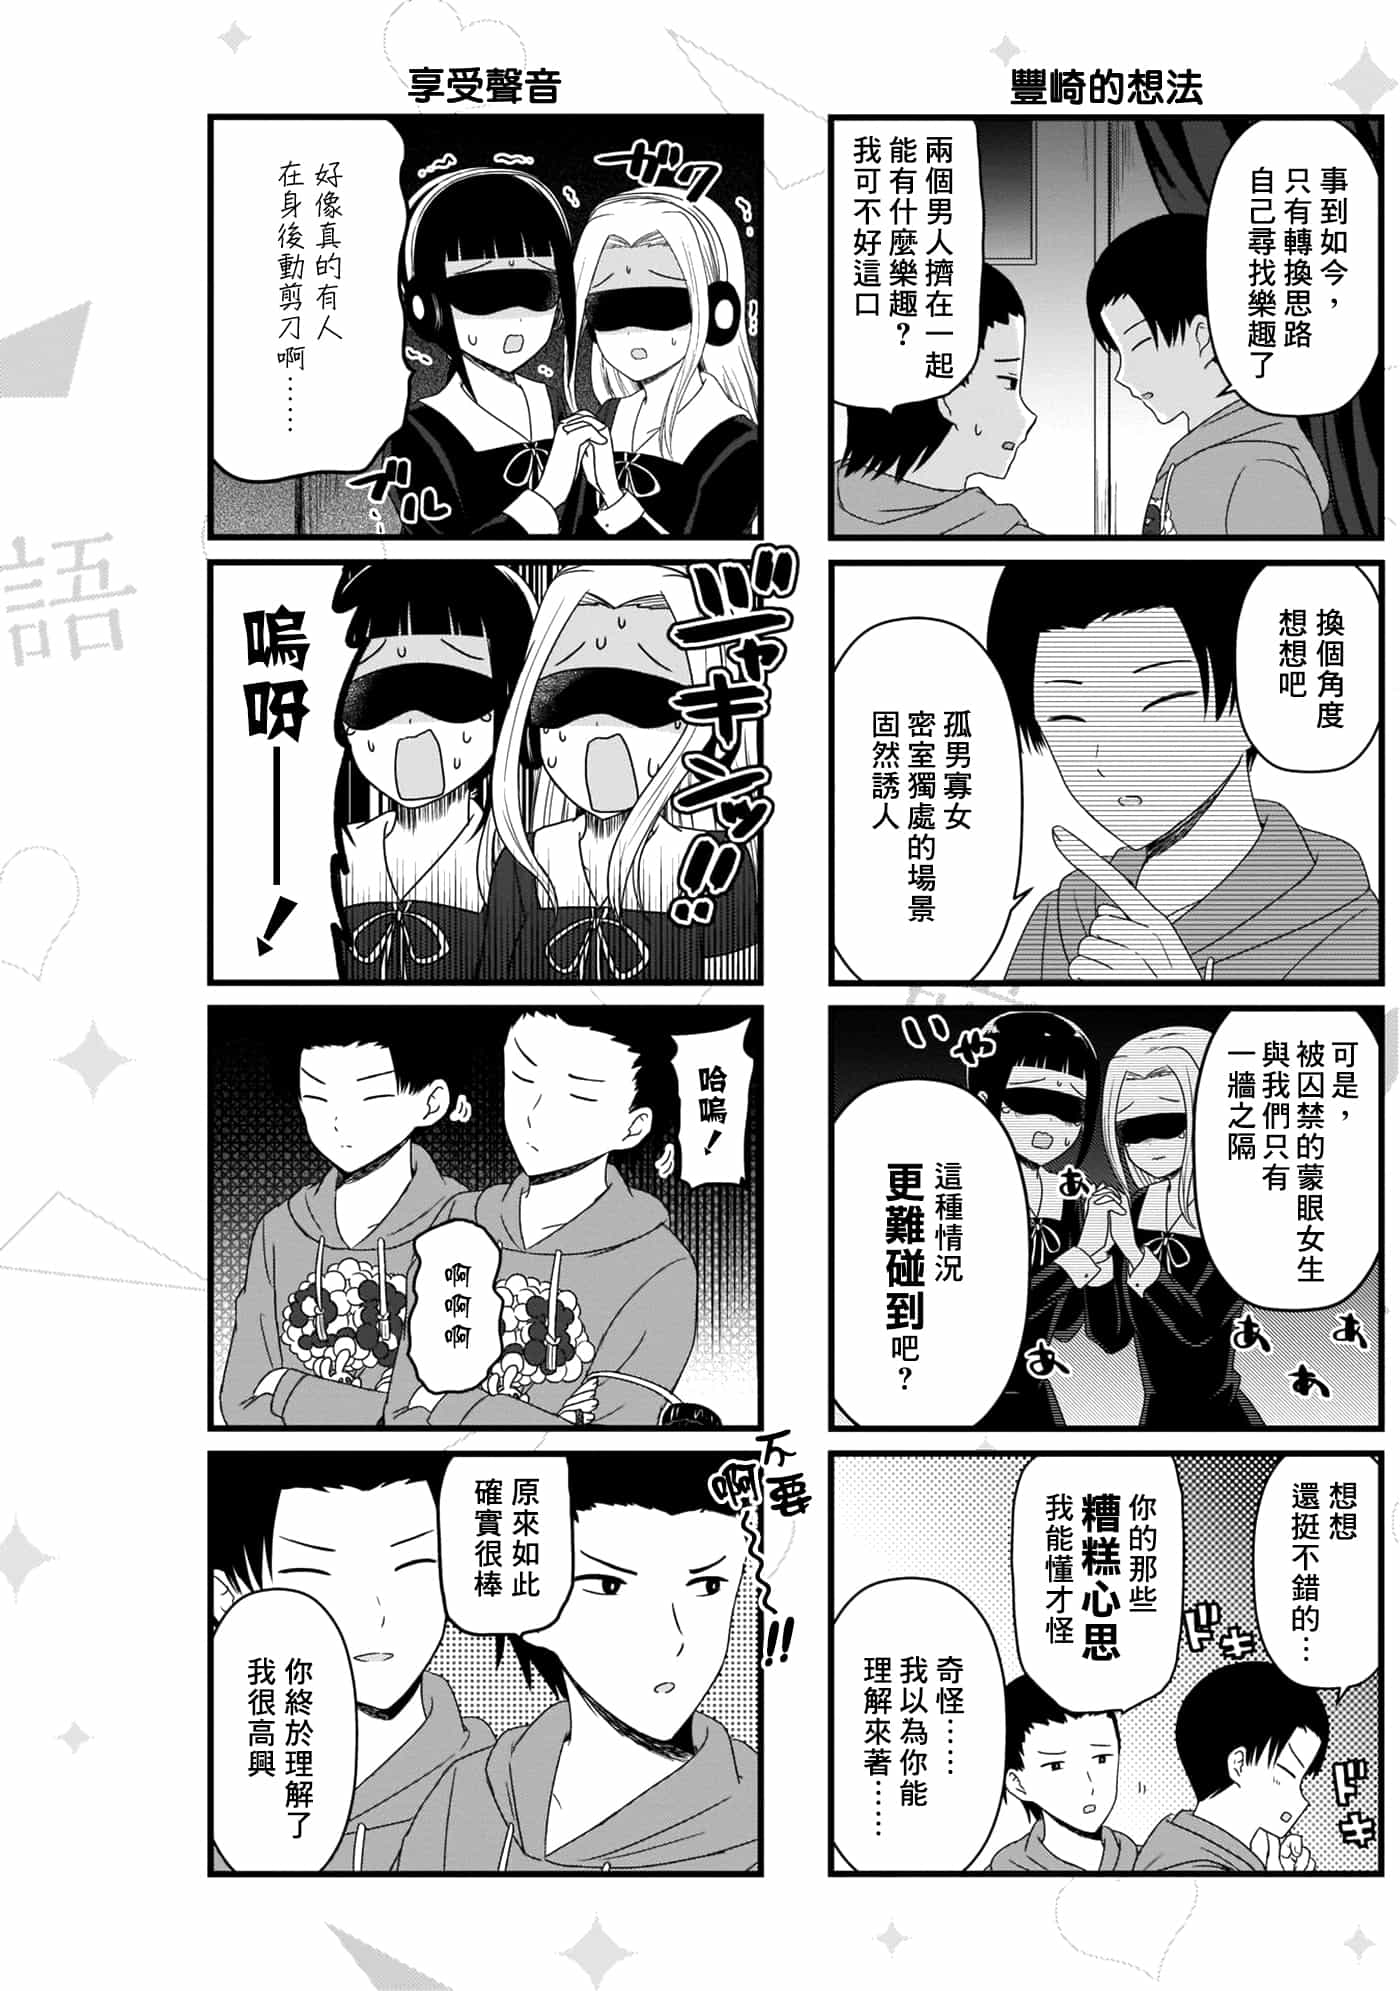 豐崎的想法
事到如今，
只有轉換思路
自己尋找樂趣了
兩個男人擠在一起
能有什麼樂趣？
我可不好這口
換個角度
想想吧
孤男寡女
密室獨處的場景
固然誘人
可是，
被囚禁的蒙眼女生
與我們只有
一牆之隔
いや
あ
あ
あ
あ
あ
這種情況
更難碰到
吧？
想想
還挺不錯的…
ドキ
ドキ
你的那些
糟糕心思
我能懂才怪
奇怪……
我以為你能
理解來著……
享受聲音
ガク
ブル
好像真的有人
在身後動剪刀啊……
ジャキンッ!!
嗚呀——！
哈嗚！
啊啊啊
不要
啊～～!!
原來如此
確實很棒
你終於理解了
我很高興
語